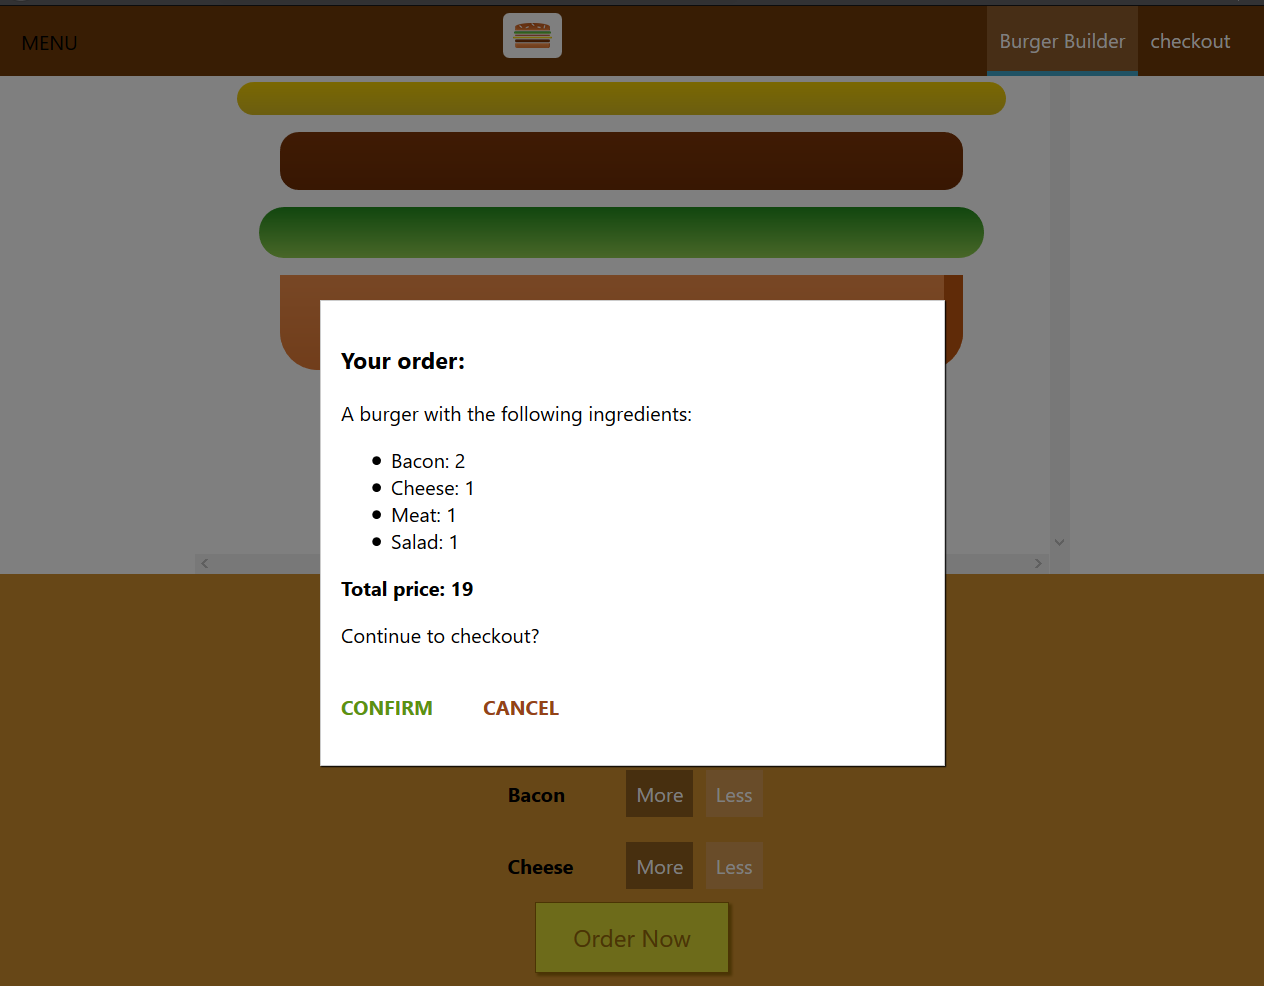 MENU
Burger Builder
checkout
Your order:
A burger with the following ingredients:
Bacon: 2
Cheese: 1
Meat: 1
Salad: 1
Total price: 19
Continue to checkout?
CONFIRM CANCEL
Bacon More Less
Cheese More Less
Order Now